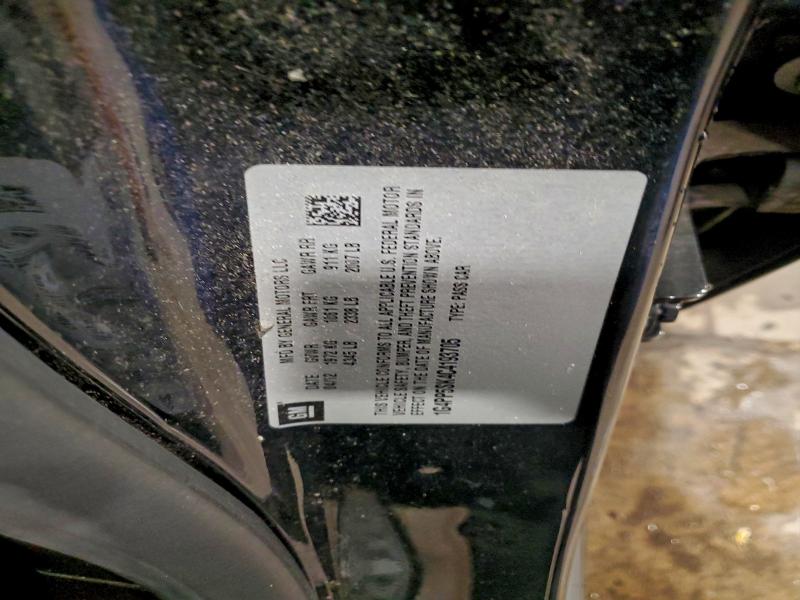 GM
MFD BY GENERAL MOTORS LLC
DATE GVWR GAWR FRT GAWR RR
04/12 1972 KG 1061 KG 911 KG
4345 LB 2338 LB 2007 LB
THIS VEHICLE CONFORMS TO ALL APPLICABLE U.S. FEDERAL MOTOR
VEHICLE SAFETY, BUMPER, AND THEFT PREVENTION STANDARDS IN
EFFECT ON THE DATE OF MANUFACTURE SHOWN ABOVE.
1G4PP5SK4C4193705 TYPE: PASS CAR